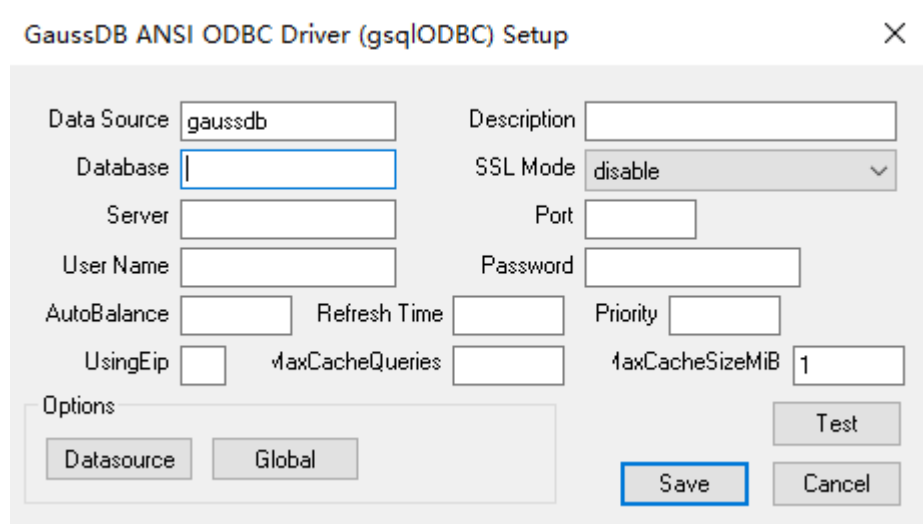 GaussDB ANSI ODBC Driver (gsqlODBC) Setup
Data Source gaussdb Description
Database SSL Mode disable
Server Port
User Name Password
AutoBalance Refresh Time Priority
UsingEip MaxCacheQueries MaxCacheSizeMiB 1
Options
Datasource Global Test
Save Cancel